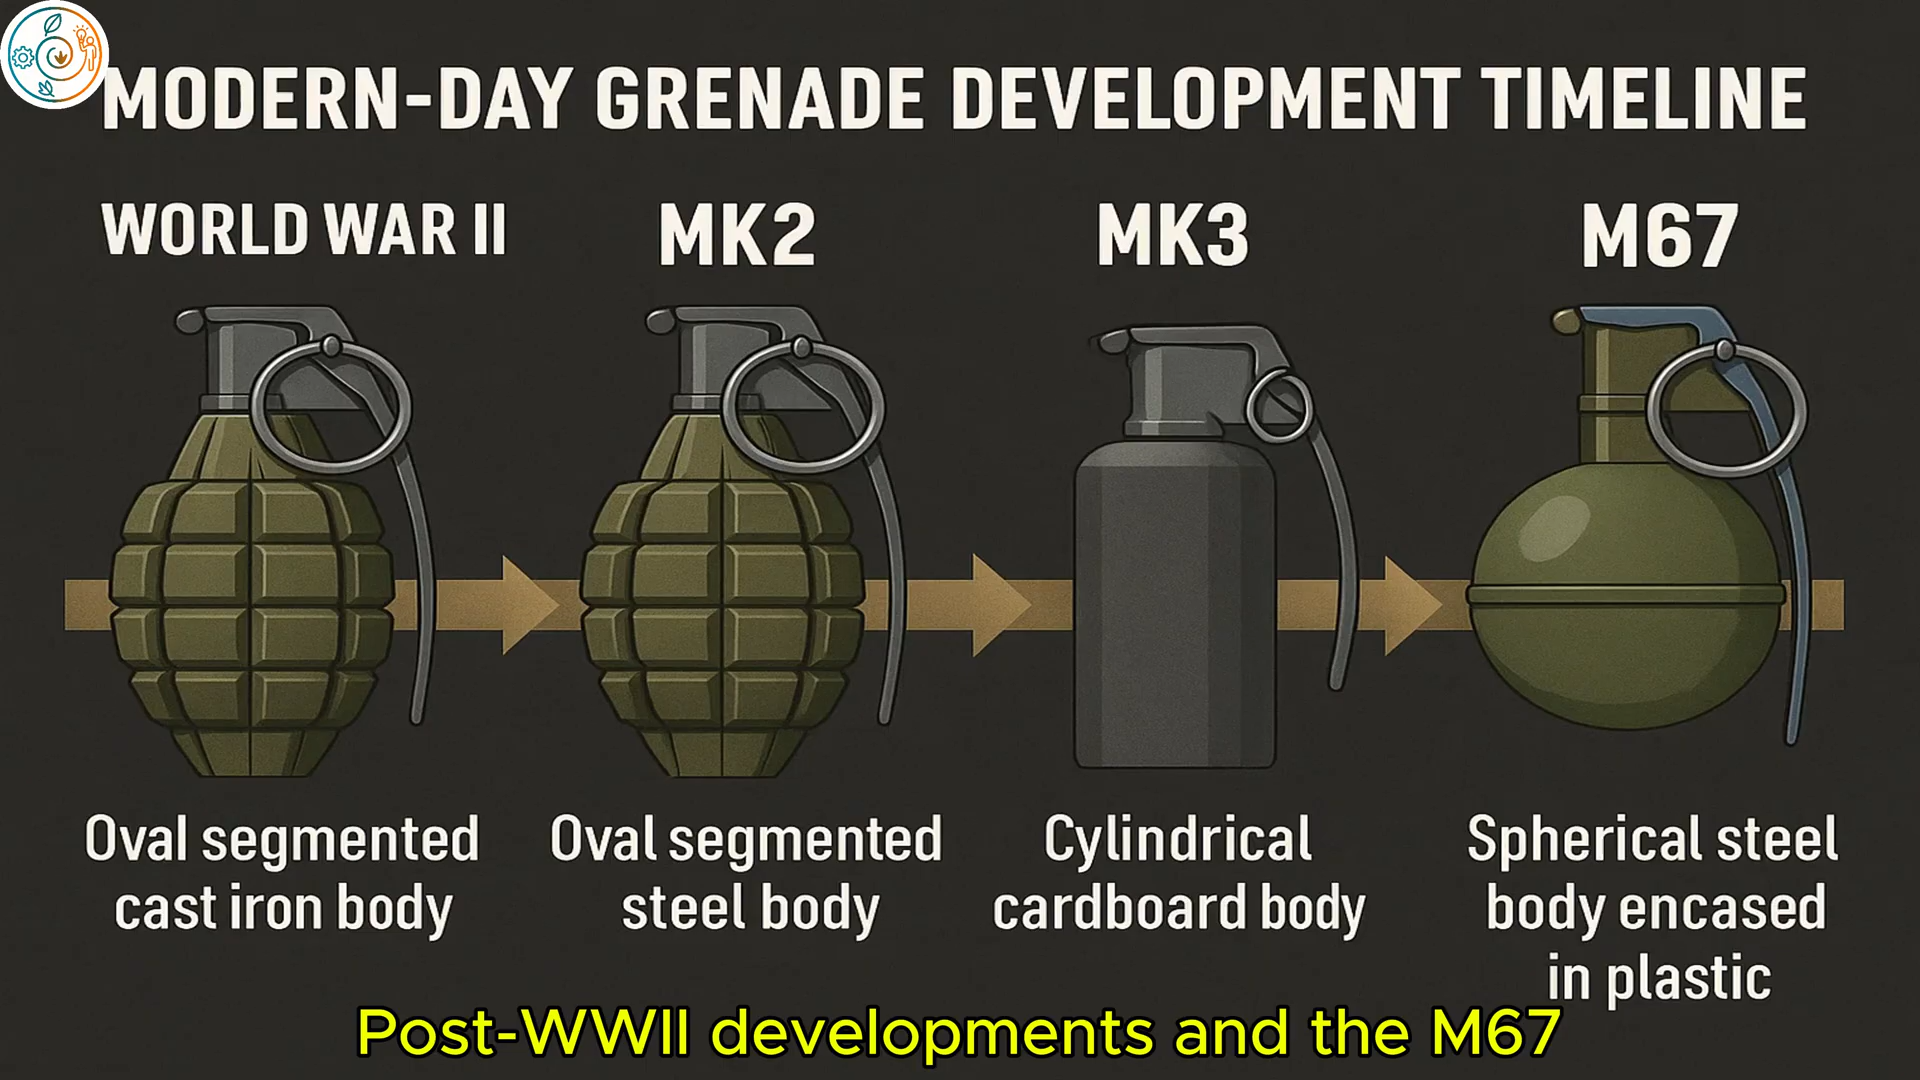 MODERN-DAY GRENADE DEVELOPMENT TIMELINE
WORLD WAR II
MK2
MK3
M67
Oval segmented
cast iron body
Oval segmented
steel body
Cylindrical
cardboard body
Spherical steel
body encased
in plastic
Post-WWII developments and the M67